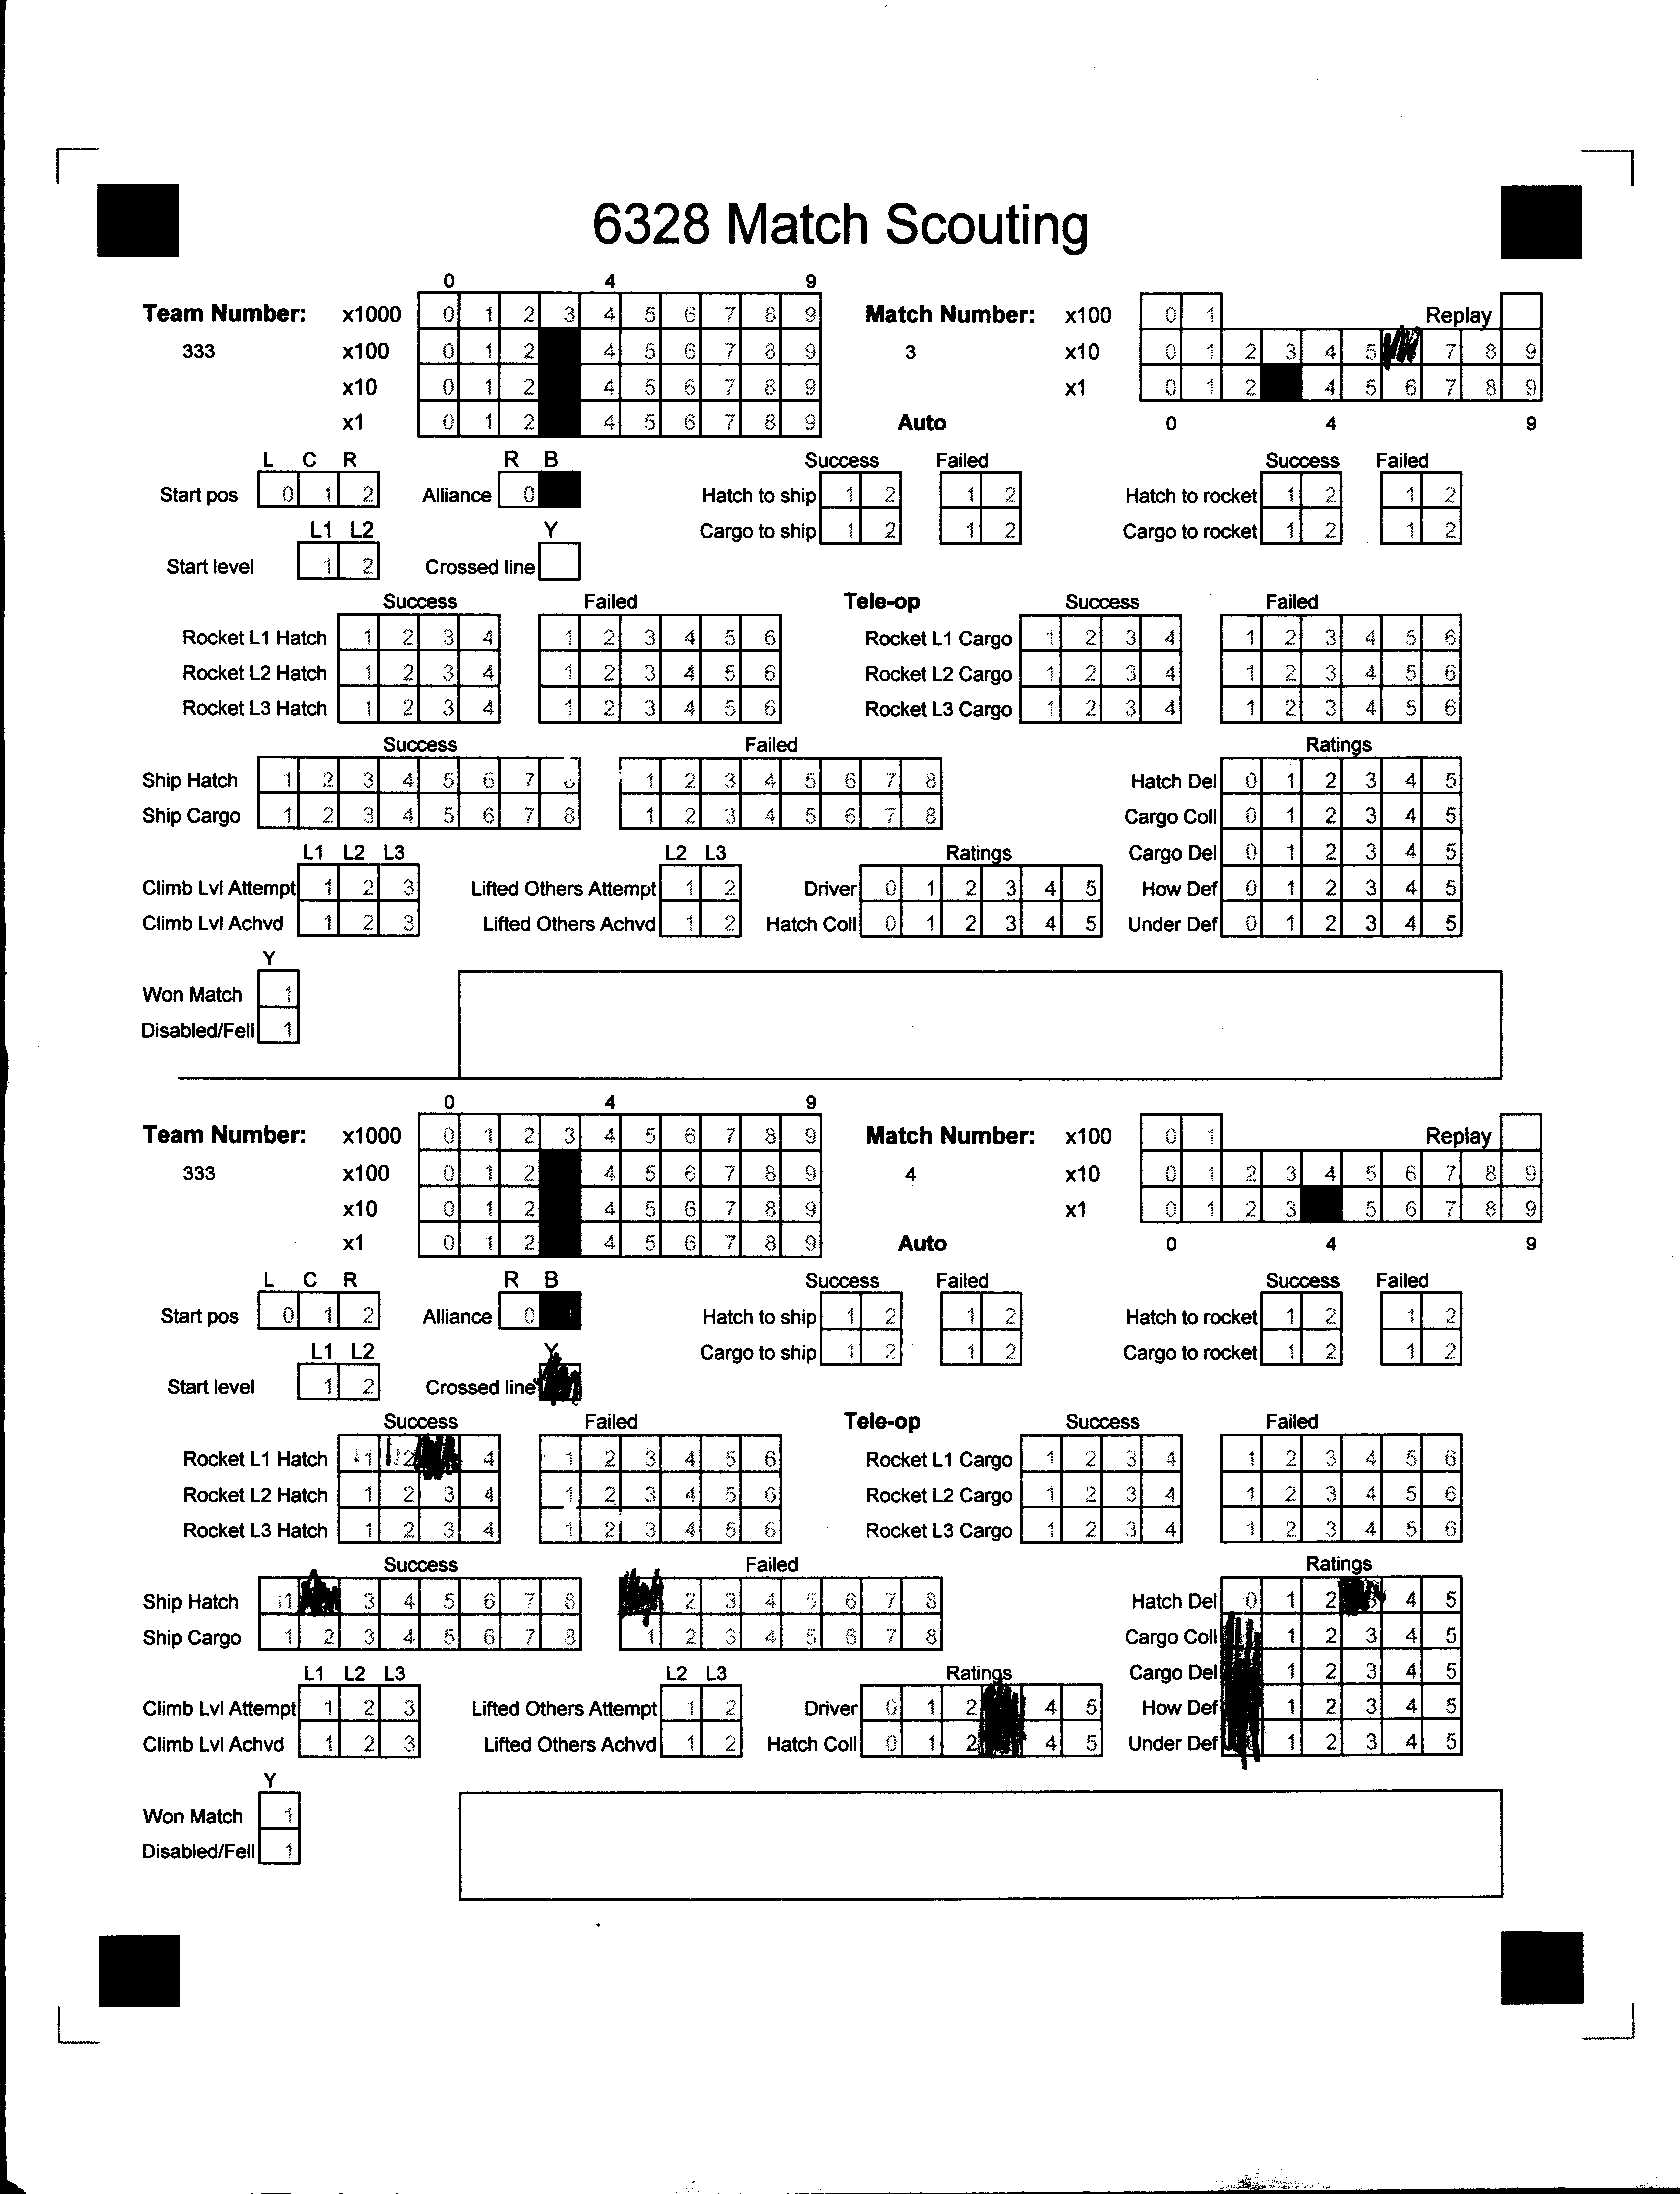 6328 Match Scouting
0 4 9
Team Number: x1000 0 1 2 3 4 5 6 7 8 9 Match Number: x100 0 1 Replay
333 x100 0 1 2 4 5 6 7 8 9 3 x10 0 1 2 3 4 5 7 8 9
x10 0 1 2 4 5 6 7 8 9 x1 0 1 2 4 5 6 7 8 9
x1 0 1 2 4 5 6 7 8 9 Auto 0 4 9
L C R R B Success Failed Success Failed
Start pos 0 1 2 Alliance 0 Hatch to ship 1 2 1 2 Hatch to rocket 1 2 1 2
L1 L2 Y Cargo to ship 1 2 1 2 Cargo to rocket 1 2 1 2
Start level 1 2 Crossed line
Success Failed Tele-op Success Failed
Rocket L1 Hatch 1 2 3 4 1 2 3 4 5 6 Rocket L1 Cargo 1 2 3 4 1 2 3 4 5 6
Rocket L2 Hatch 1 2 3 4 1 2 3 4 5 6 Rocket L2 Cargo 1 2 3 4 1 2 3 4 5 6
Rocket L3 Hatch 1 2 3 4 1 2 3 4 5 6 Rocket L3 Cargo 1 2 3 4 1 2 3 4 5 6
Success Failed Ratings
Ship Hatch 1 2 3 4 5 6 7 1 2 3 4 5 6 7 8 Hatch Del 0 1 2 3 4 5
Ship Cargo 1 2 3 4 5 6 7 8 1 2 3 4 5 6 7 8 Cargo Coll 0 1 2 3 4 5
L1 L2 L3 L2 L3 Ratings Cargo Del 0 1 2 3 4 5
Climb Lvl Attempt 1 2 3 Lifted Others Attempt 1 2 Driver 0 1 2 3 4 5 How Def 0 1 2 3 4 5
Climb Lvl Achvd 1 2 3 Lifted Others Achvd 1 2 Hatch Coll 0 1 2 3 4 5 Under Def 0 1 2 3 4 5
Y
Won Match 1
Disabled/Fell 1
0 4 9
Team Number: x1000 0 1 2 3 4 5 6 7 8 9 Match Number: x100 0 1 Replay
333 x100 0 1 2 4 5 6 7 8 9 4 x10 0 1 2 3 4 5 6 7 8 9
x10 0 1 2 4 5 6 7 8 9 x1 0 1 2 3 5 6 7 8 9
x1 0 1 2 4 5 6 7 8 9 Auto 0 4 9
L C R R B Success Failed Success Failed
Start pos 0 1 2 Alliance 0 Hatch to ship 1 2 1 2 Hatch to rocket 1 2 1 2
L1 L2 Y Cargo to ship 1 2 1 2 Cargo to rocket 1 2 1 2
Start level 1 2 Crossed line
Success Failed Tele-op Success Failed
Rocket L1 Hatch 1 2 4 1 2 3 4 5 6 Rocket L1 Cargo 1 2 3 4 1 2 3 4 5 6
Rocket L2 Hatch 1 2 3 4 1 2 3 4 5 6 Rocket L2 Cargo 1 2 3 4 1 2 3 4 5 6
Rocket L3 Hatch 1 2 3 4 1 2 3 4 5 6 Rocket L3 Cargo 1 2 3 4 1 2 3 4 5 6
Success Failed Ratings
Ship Hatch 1 3 4 5 6 7 8 2 3 4 5 6 7 8 Hatch Del 0 1 2 4 5
Ship Cargo 1 2 3 4 5 6 7 8 1 2 3 4 5 6 7 8 Cargo Coll 1 2 3 4 5
L1 L2 L3 L2 L3 Ratings Cargo Del 1 2 3 4 5
Climb Lvl Attempt 1 2 3 Lifted Others Attempt 1 2 Driver 0 1 2 4 5 How Def 1 2 3 4 5
Climb Lvl Achvd 1 2 3 Lifted Others Achvd 1 2 Hatch Coll 0 1 2 4 5 Under Def 1 2 3 4 5
Y
Won Match 1
Disabled/Fell 1